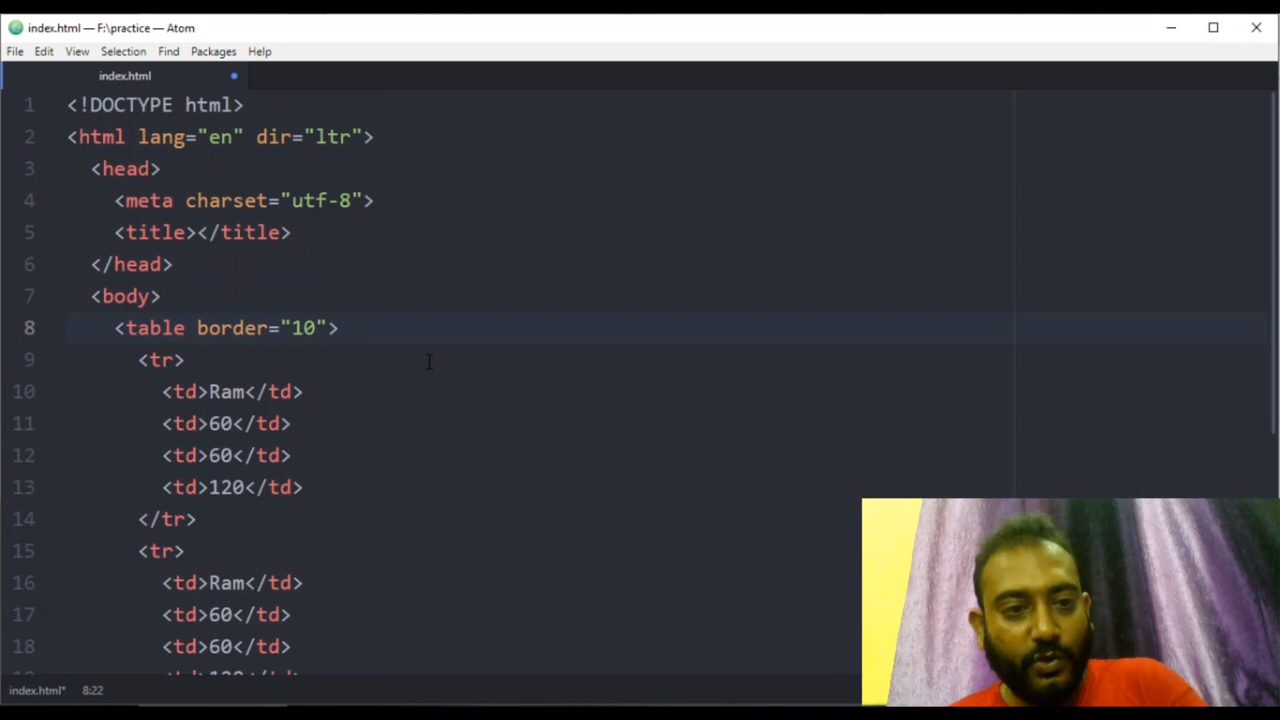 index.html — F:\practice — Atom
File Edit View Selection Find Packages Help
index.html
1 <!DOCTYPE html>
2 <html lang="en" dir="ltr">
3 <head>
4 <meta charset="utf-8">
5 <title></title>
6 </head>
7 <body>
8 <table border="10">
9 <tr>
10 <td>Ram</td>
11 <td>60</td>
12 <td>60</td>
13 <td>120</td>
14 </tr>
15 <tr>
16 <td>Ram</td>
17 <td>60</td>
18 <td>60</td>
index.html* 8:22